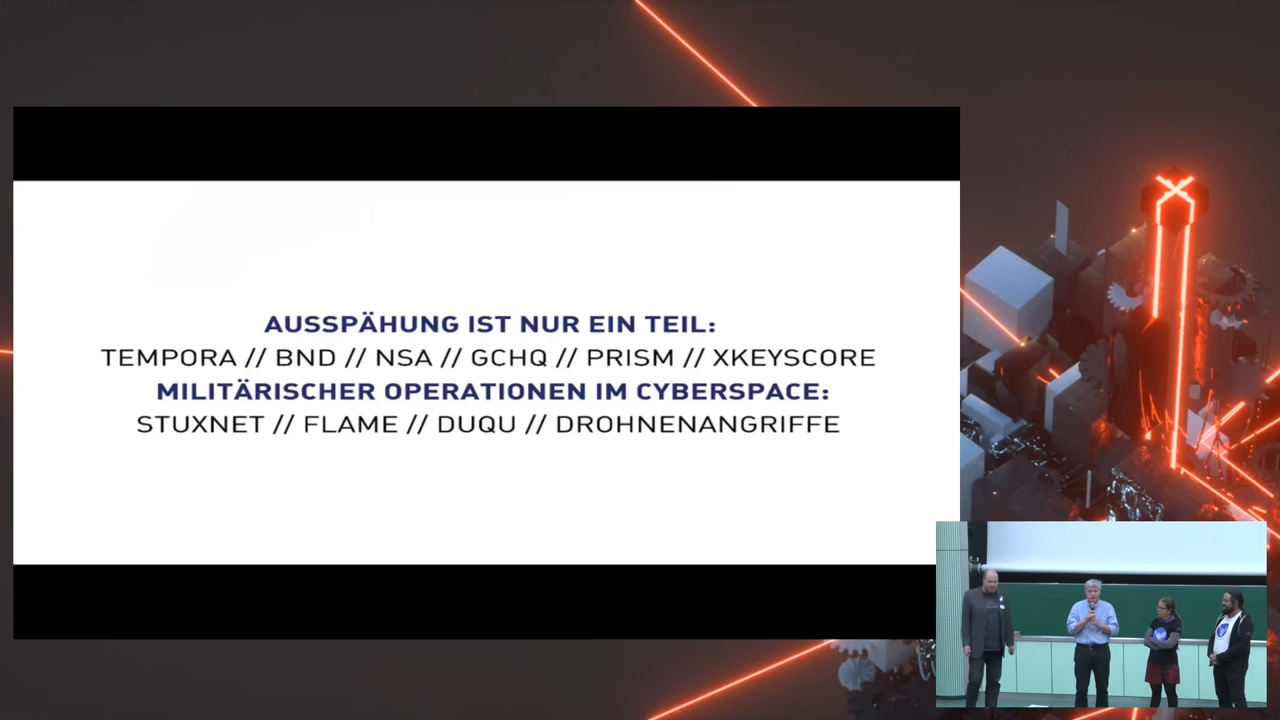 AUSSPÄHUNG IST NUR EIN TEIL:
TEMPORA // BND // NSA // GCHQ // PRISM // XKEYSCORE
MILITÄRISCHER OPERATIONEN IM CYBERSPACE:
STUXNET // FLAME // DUQU // DROHNENANGRIFFE